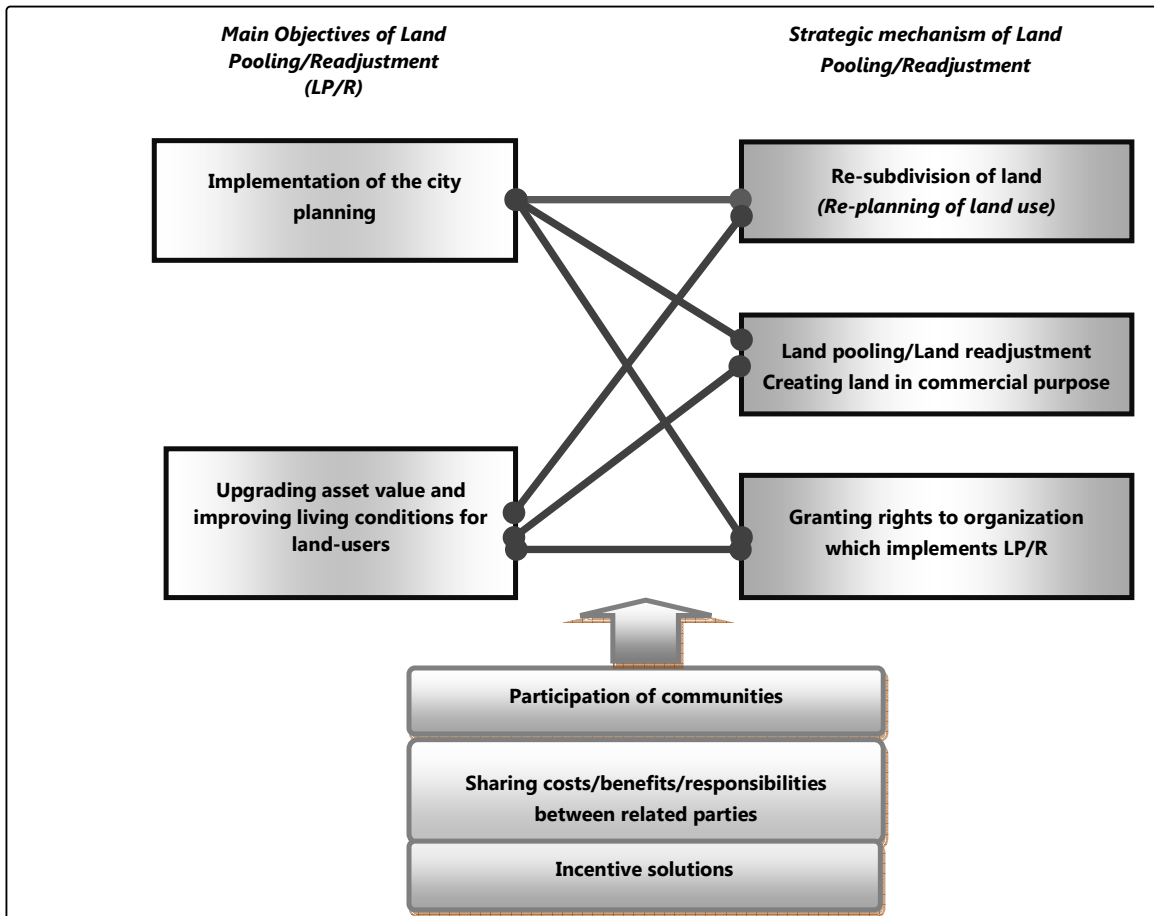 Main Objectives of Land
Pooling/Readjustment
(LP/R)
Strategic mechanism of Land
Pooling/Readjustment
Implementation of the city
planning
Re-subdivision of land
(Re-planning of land use)
Land pooling/Land readjustment
Creating land in commercial purpose
Upgrading asset value and
improving living conditions for
land-users
Granting rights to organization
which implements LP/R
Participation of communities
Sharing costs/benefits/responsibilities
between related parties
Incentive solutions